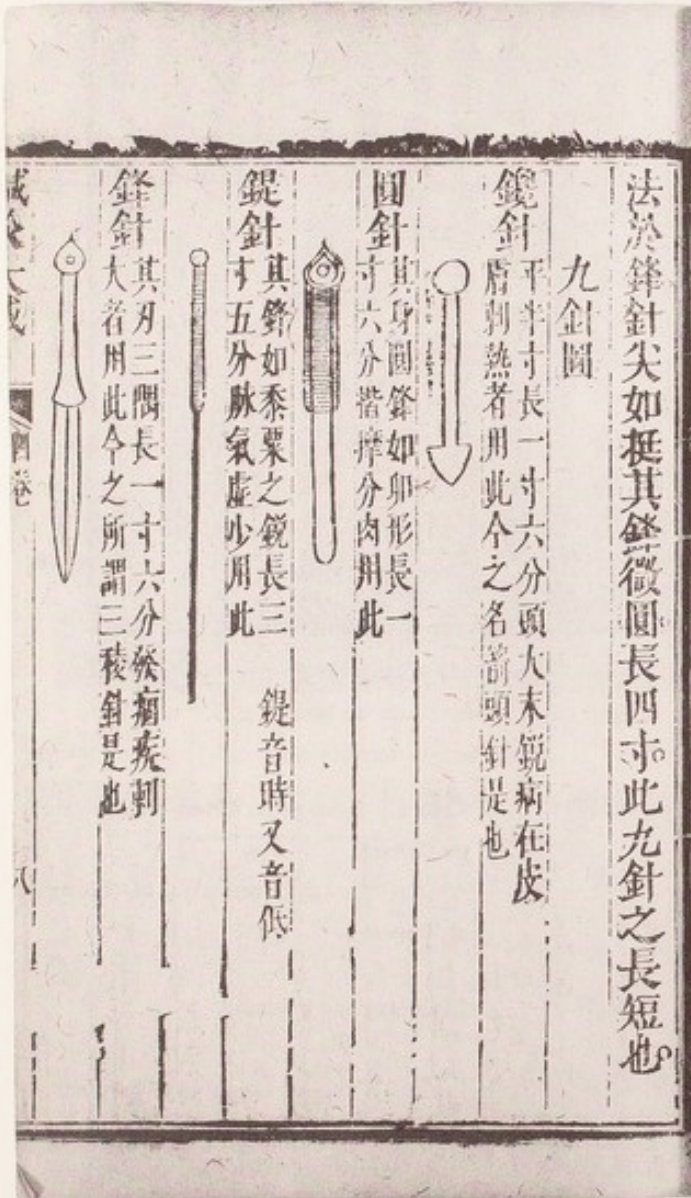 法於鋒針尖如挺其鋒微圓長四寸此九針之長短也
九針圖
鑱針
平半寸長一寸六分頭大末銳病在皮
膚刺熱者用此今之名箭頭針是也
圓針
其身圓鋒如卵形長一
寸六分揩摩分肉用此
鍉針
其鋒如黍粟之銳長三
寸五分脉氣虛少用此
鍉音時又音低
鋒針
其刃三隅長一寸六分發痼疾刺
大者用此今之所謂三稜針是也
大成
卷
八